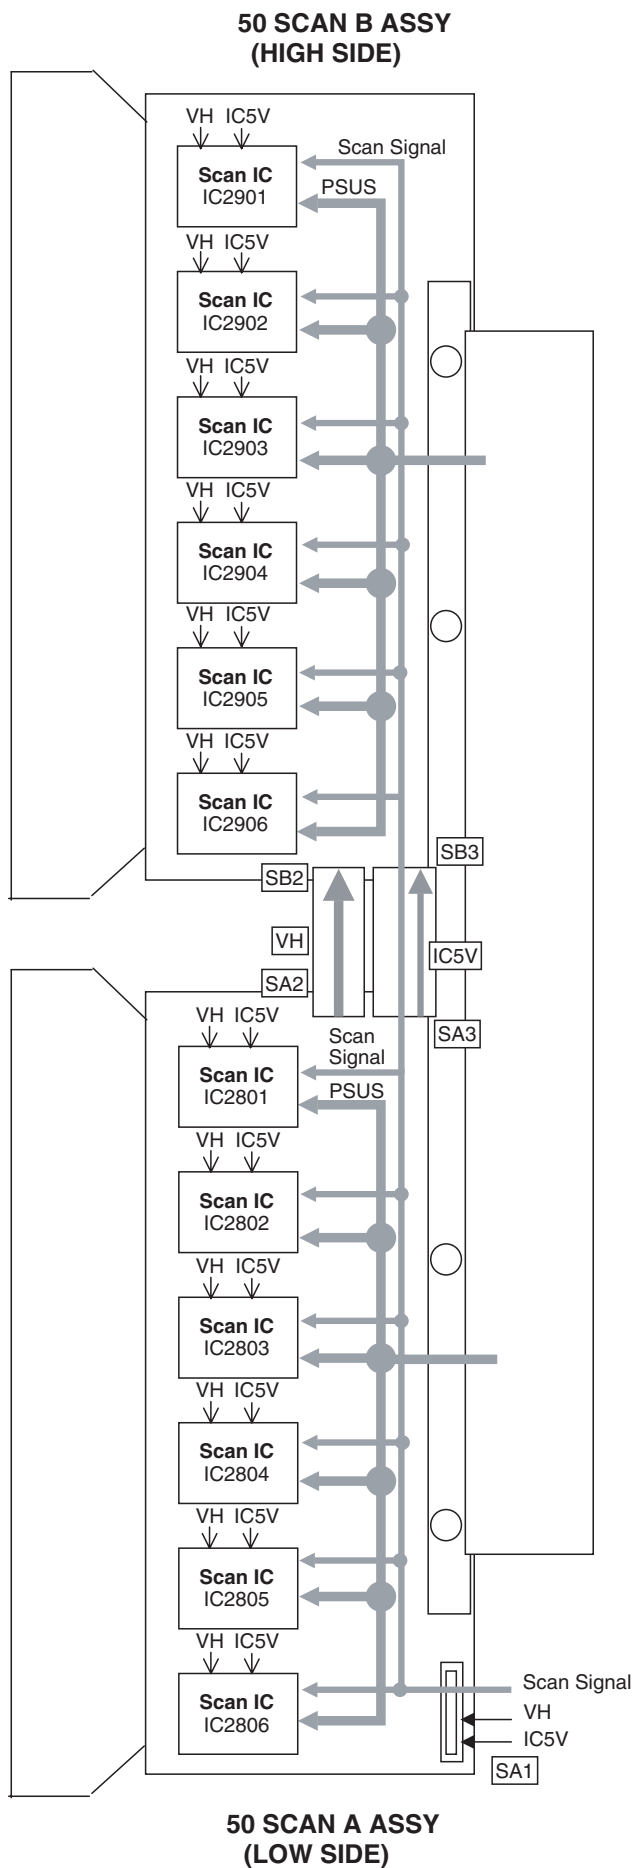 50 SCAN B ASSY
(HIGH SIDE)
VH IC5V
Scan Signal
Scan IC
IC2901
PSUS
VH IC5V
Scan IC
IC2902
VH IC5V
Scan IC
IC2903
VH IC5V
Scan IC
IC2904
VH IC5V
Scan IC
IC2905
VH IC5V
Scan IC
IC2906
SB3
SB2
VH
IC5V
SA2
SA3
VH IC5V
Scan
Signal
Scan IC
IC2801
PSUS
VH IC5V
Scan IC
IC2802
VH IC5V
Scan IC
IC2803
VH IC5V
Scan IC
IC2804
VH IC5V
Scan IC
IC2805
VH IC5V
Scan IC
IC2806
Scan Signal
VH
IC5V
SA1
50 SCAN A ASSY
(LOW SIDE)